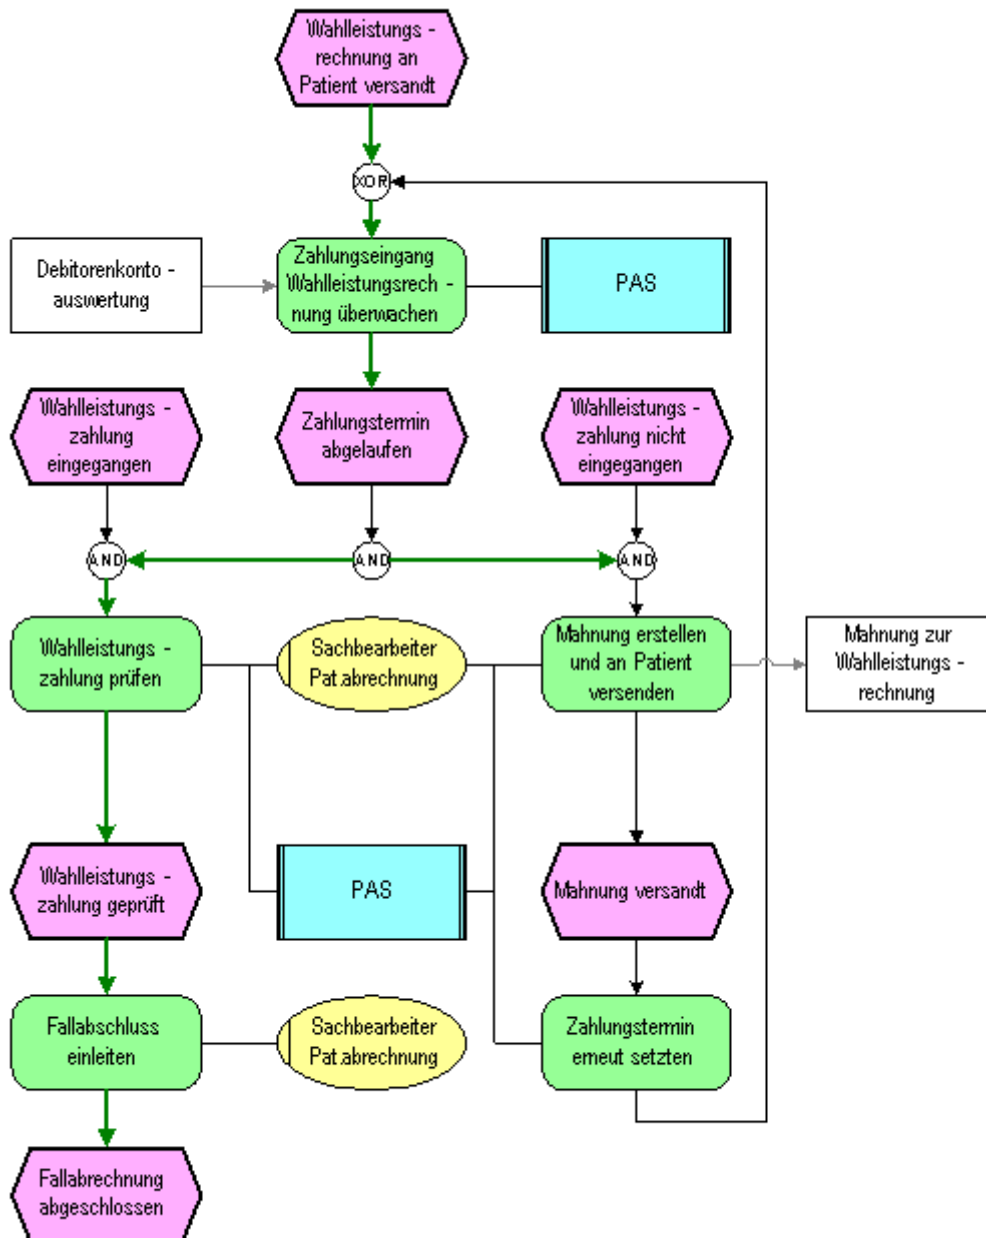 Wahlleistungs -
rechnung an
Patient versandt
XOR
Debitorenkonto -
auswertung
Zahlungseingang
Wahlleistungsrech -
nung überwachen
PAS
Wahlleistungs -
zahlung
eingegangen
Zahlungstermin
abgelaufen
Wahlleistungs -
zahlung nicht
eingegangen
AND
AND
AND
Wahlleistungs -
zahlung prüfen
Sachbearbeiter
Pat.abrechnung
Mahnung erstellen
und an Patient
versenden
Mahnung zur
Wahlleistungs -
rechnung
Wahlleistungs -
zahlung geprüft
PAS
Mahnung versandt
Fallabschluss
einleiten
Sachbearbeiter
Pat.abrechnung
Zahlungstermin
erneut setzten
Fallabrechnung
abgeschlossen